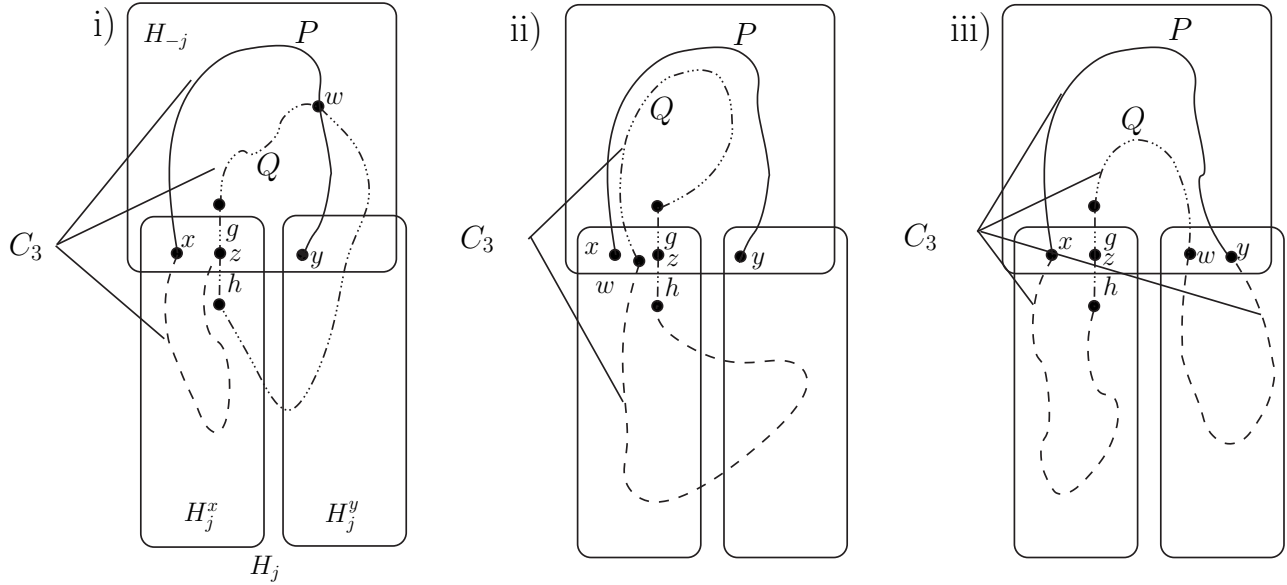 i)
H_{-j}
P
w
Q
C_3
x
g
z
y
h
H_j^x
H_j^y
H_j
ii)
P
Q
C_3
x
g
z
y
w
h
iii)
P
Q
C_3
x
g
z
w
y
h